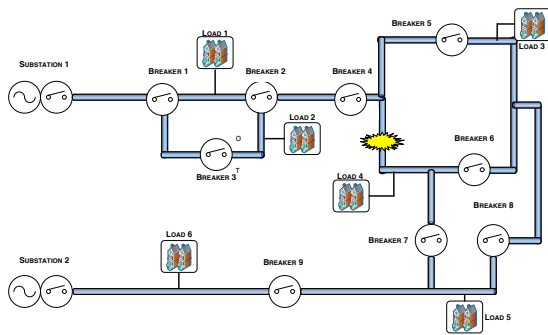 BREAKER 5
LOAD 3
LOAD 1
SUBSTATION 1
BREAKER 1
BREAKER 2
BREAKER 4
O
LOAD 2
BREAKER 3
T
BREAKER 6
LOAD 4
BREAKER 8
LOAD 6
BREAKER 7
SUBSTATION 2
BREAKER 9
LOAD 5